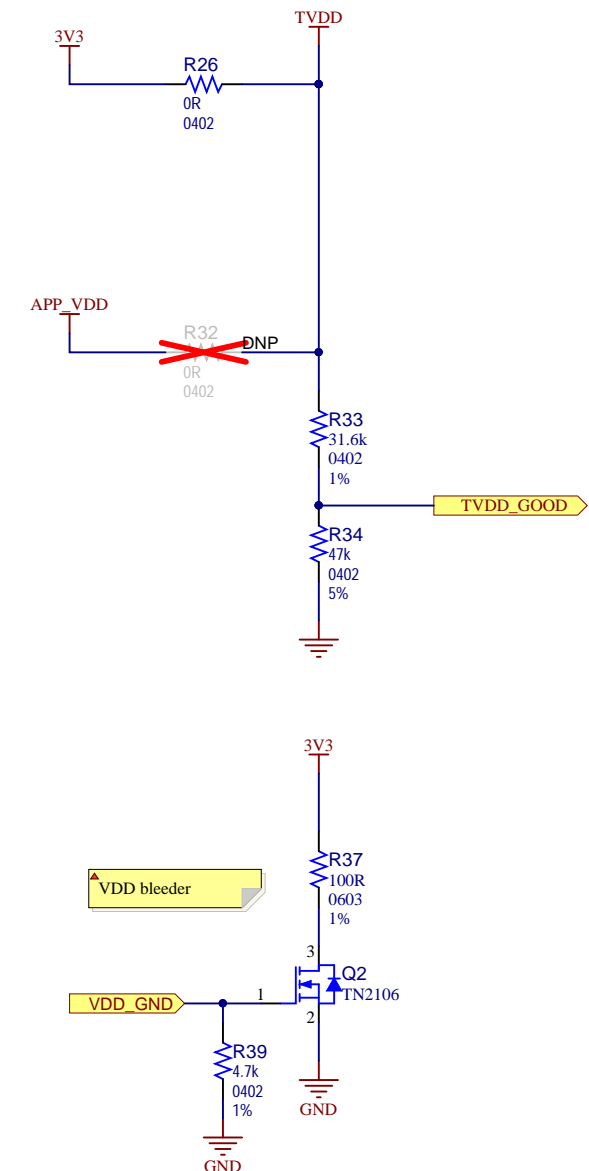 TVDD
3V3
R26
0R
0402
APP_VDD
R32
DNP
0R
0402
R33
31.6k
0402
1%
TVDD_GOOD
R34
47k
0402
5%
3V3
R37
100R
0603
1%
VDD bleeder
3
Q2
TN2106
VDD_GND
1
2
R39
4.7k
0402
1%
GND
GND